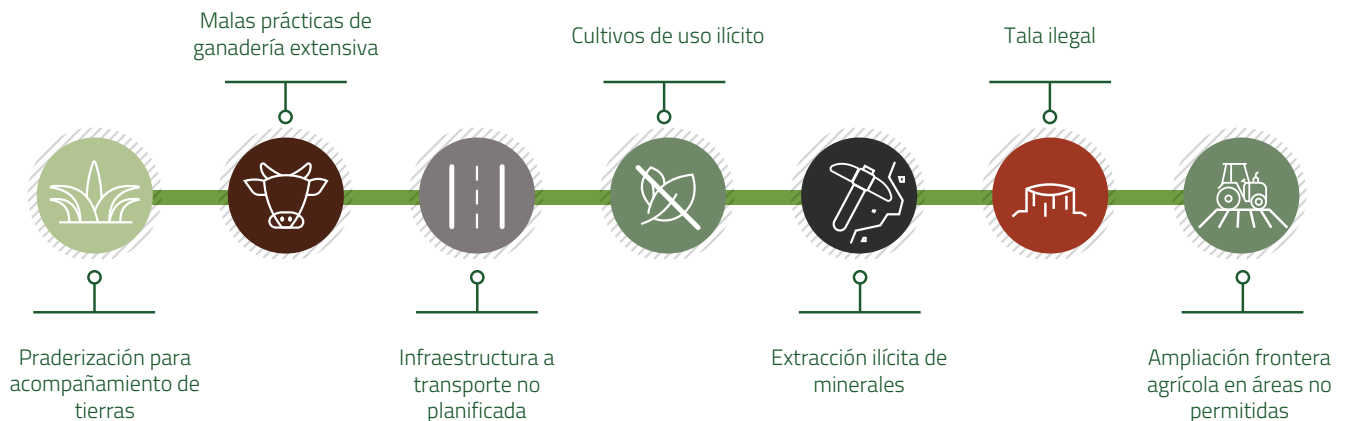 Malas prácticas de
ganadería extensiva
Cultivos de uso ilícito
Tala ilegal
Praderización para
acompañamiento de
tierras
Infraestructura a
transporte no
planificada
Extracción ilícita de
minerales
Ampliación frontera
agrícola en áreas no
permitidas